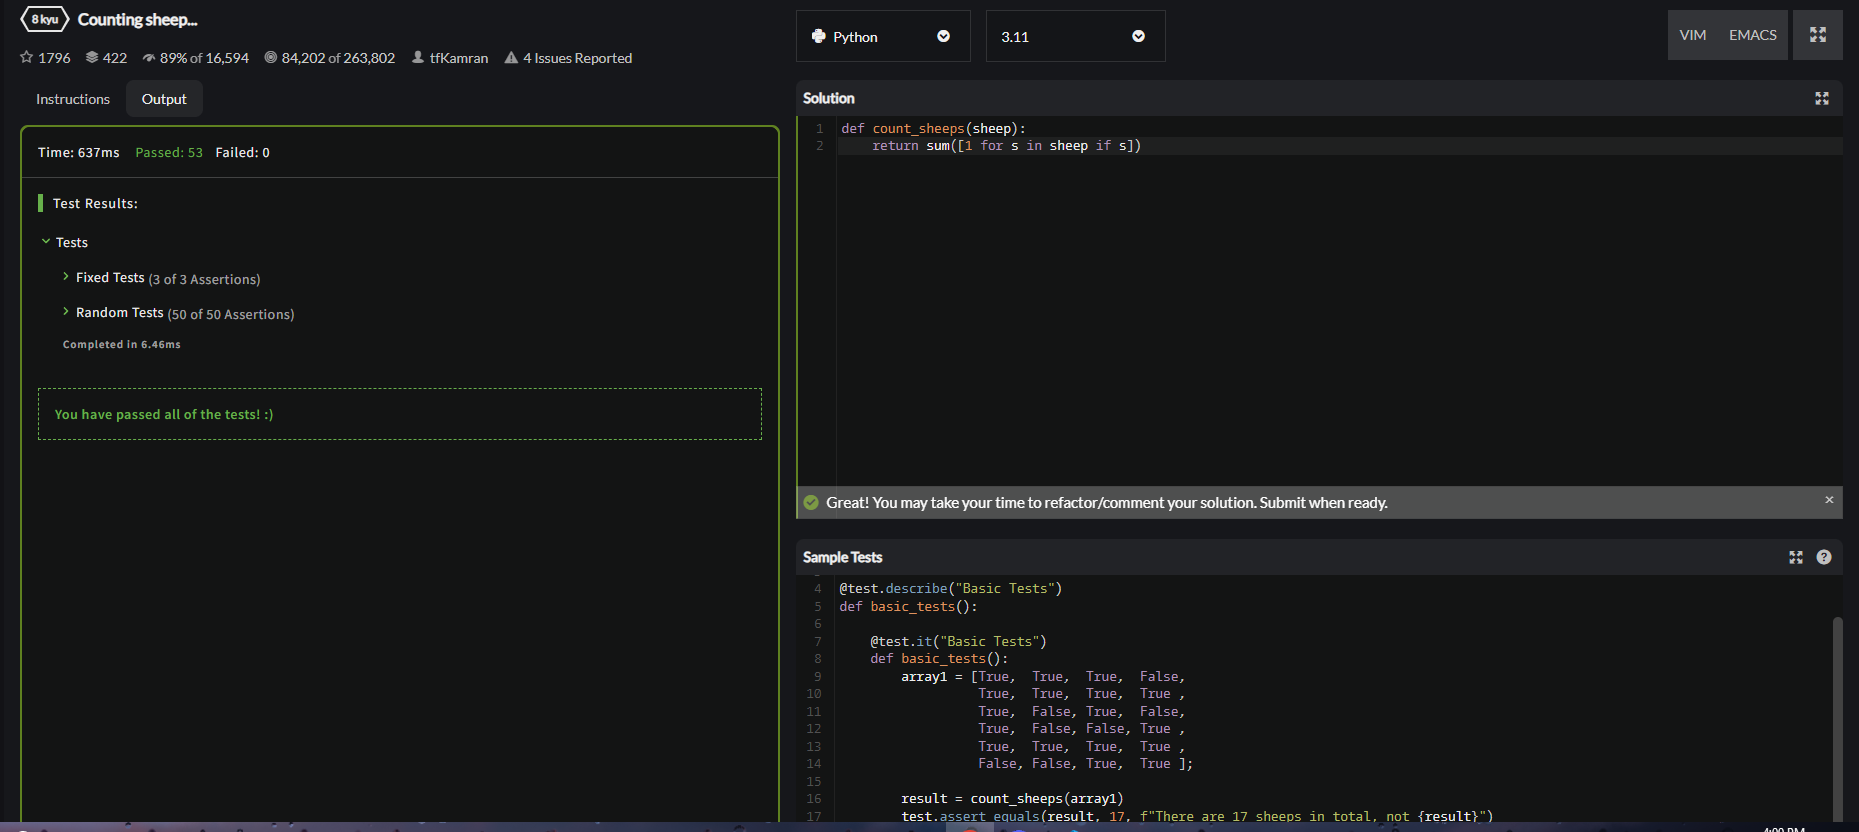 8 kyu Counting sheep...
1796 422 89% of 16,594 84,202 of 263,802 tfKamran 4 Issues Reported
Instructions Output
Time: 637ms Passed: 53 Failed: 0
Test Results:
Tests
Fixed Tests (3 of 3 Assertions)
Random Tests (50 of 50 Assertions)
Completed in 6.46ms
You have passed all of the tests! :)
Python 3.11 VIM EMACS
Solution
1 def count_sheeps(sheep):
2     return sum([1 for s in sheep if s])
Great! You may take your time to refactor/comment your solution. Submit when ready.
Sample Tests
4 @test.describe("Basic Tests")
5 def basic_tests():
6
7     @test.it("Basic Tests")
8     def basic_tests():
9         array1 = [True,  True,  True,  False,
10                   True,  True,  True,  True ,
11                   True,  False, True,  False,
12                   True,  False, False, True ,
13                   True,  True,  True,  True ,
14                   False, False, True,  True ];
15
16         result = count_sheeps(array1)
17         test.assert_equals(result, 17, f"There are 17 sheeps in total, not {result}")